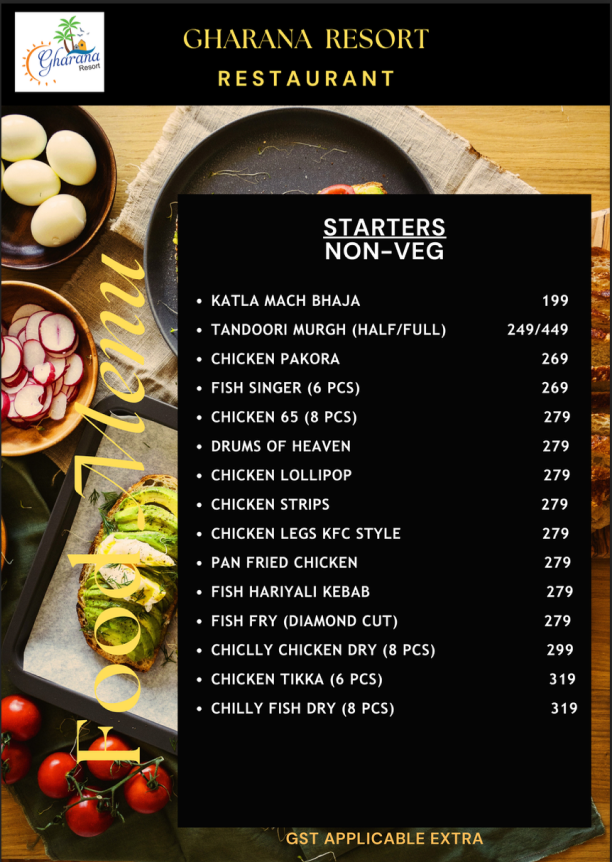 Gharana
Resort
GHARANA RESORT
RESTAURANT
Food Menu
STARTERS
NON-VEG
• KATLA MACH BHAJA 199
• TANDOORI MURGH (HALF/FULL) 249/449
• CHICKEN PAKORA 269
• FISH SINGER (6 PCS) 269
• CHICKEN 65 (8 PCS) 279
• DRUMS OF HEAVEN 279
• CHICKEN LOLLIPOP 279
• CHICKEN STRIPS 279
• CHICKEN LEGS KFC STYLE 279
• PAN FRIED CHICKEN 279
• FISH HARIYALI KEBAB 279
• FISH FRY (DIAMOND CUT) 279
• CHICLLY CHICKEN DRY (8 PCS) 299
• CHICKEN TIKKA (6 PCS) 319
• CHILLY FISH DRY (8 PCS) 319
GST APPLICABLE EXTRA